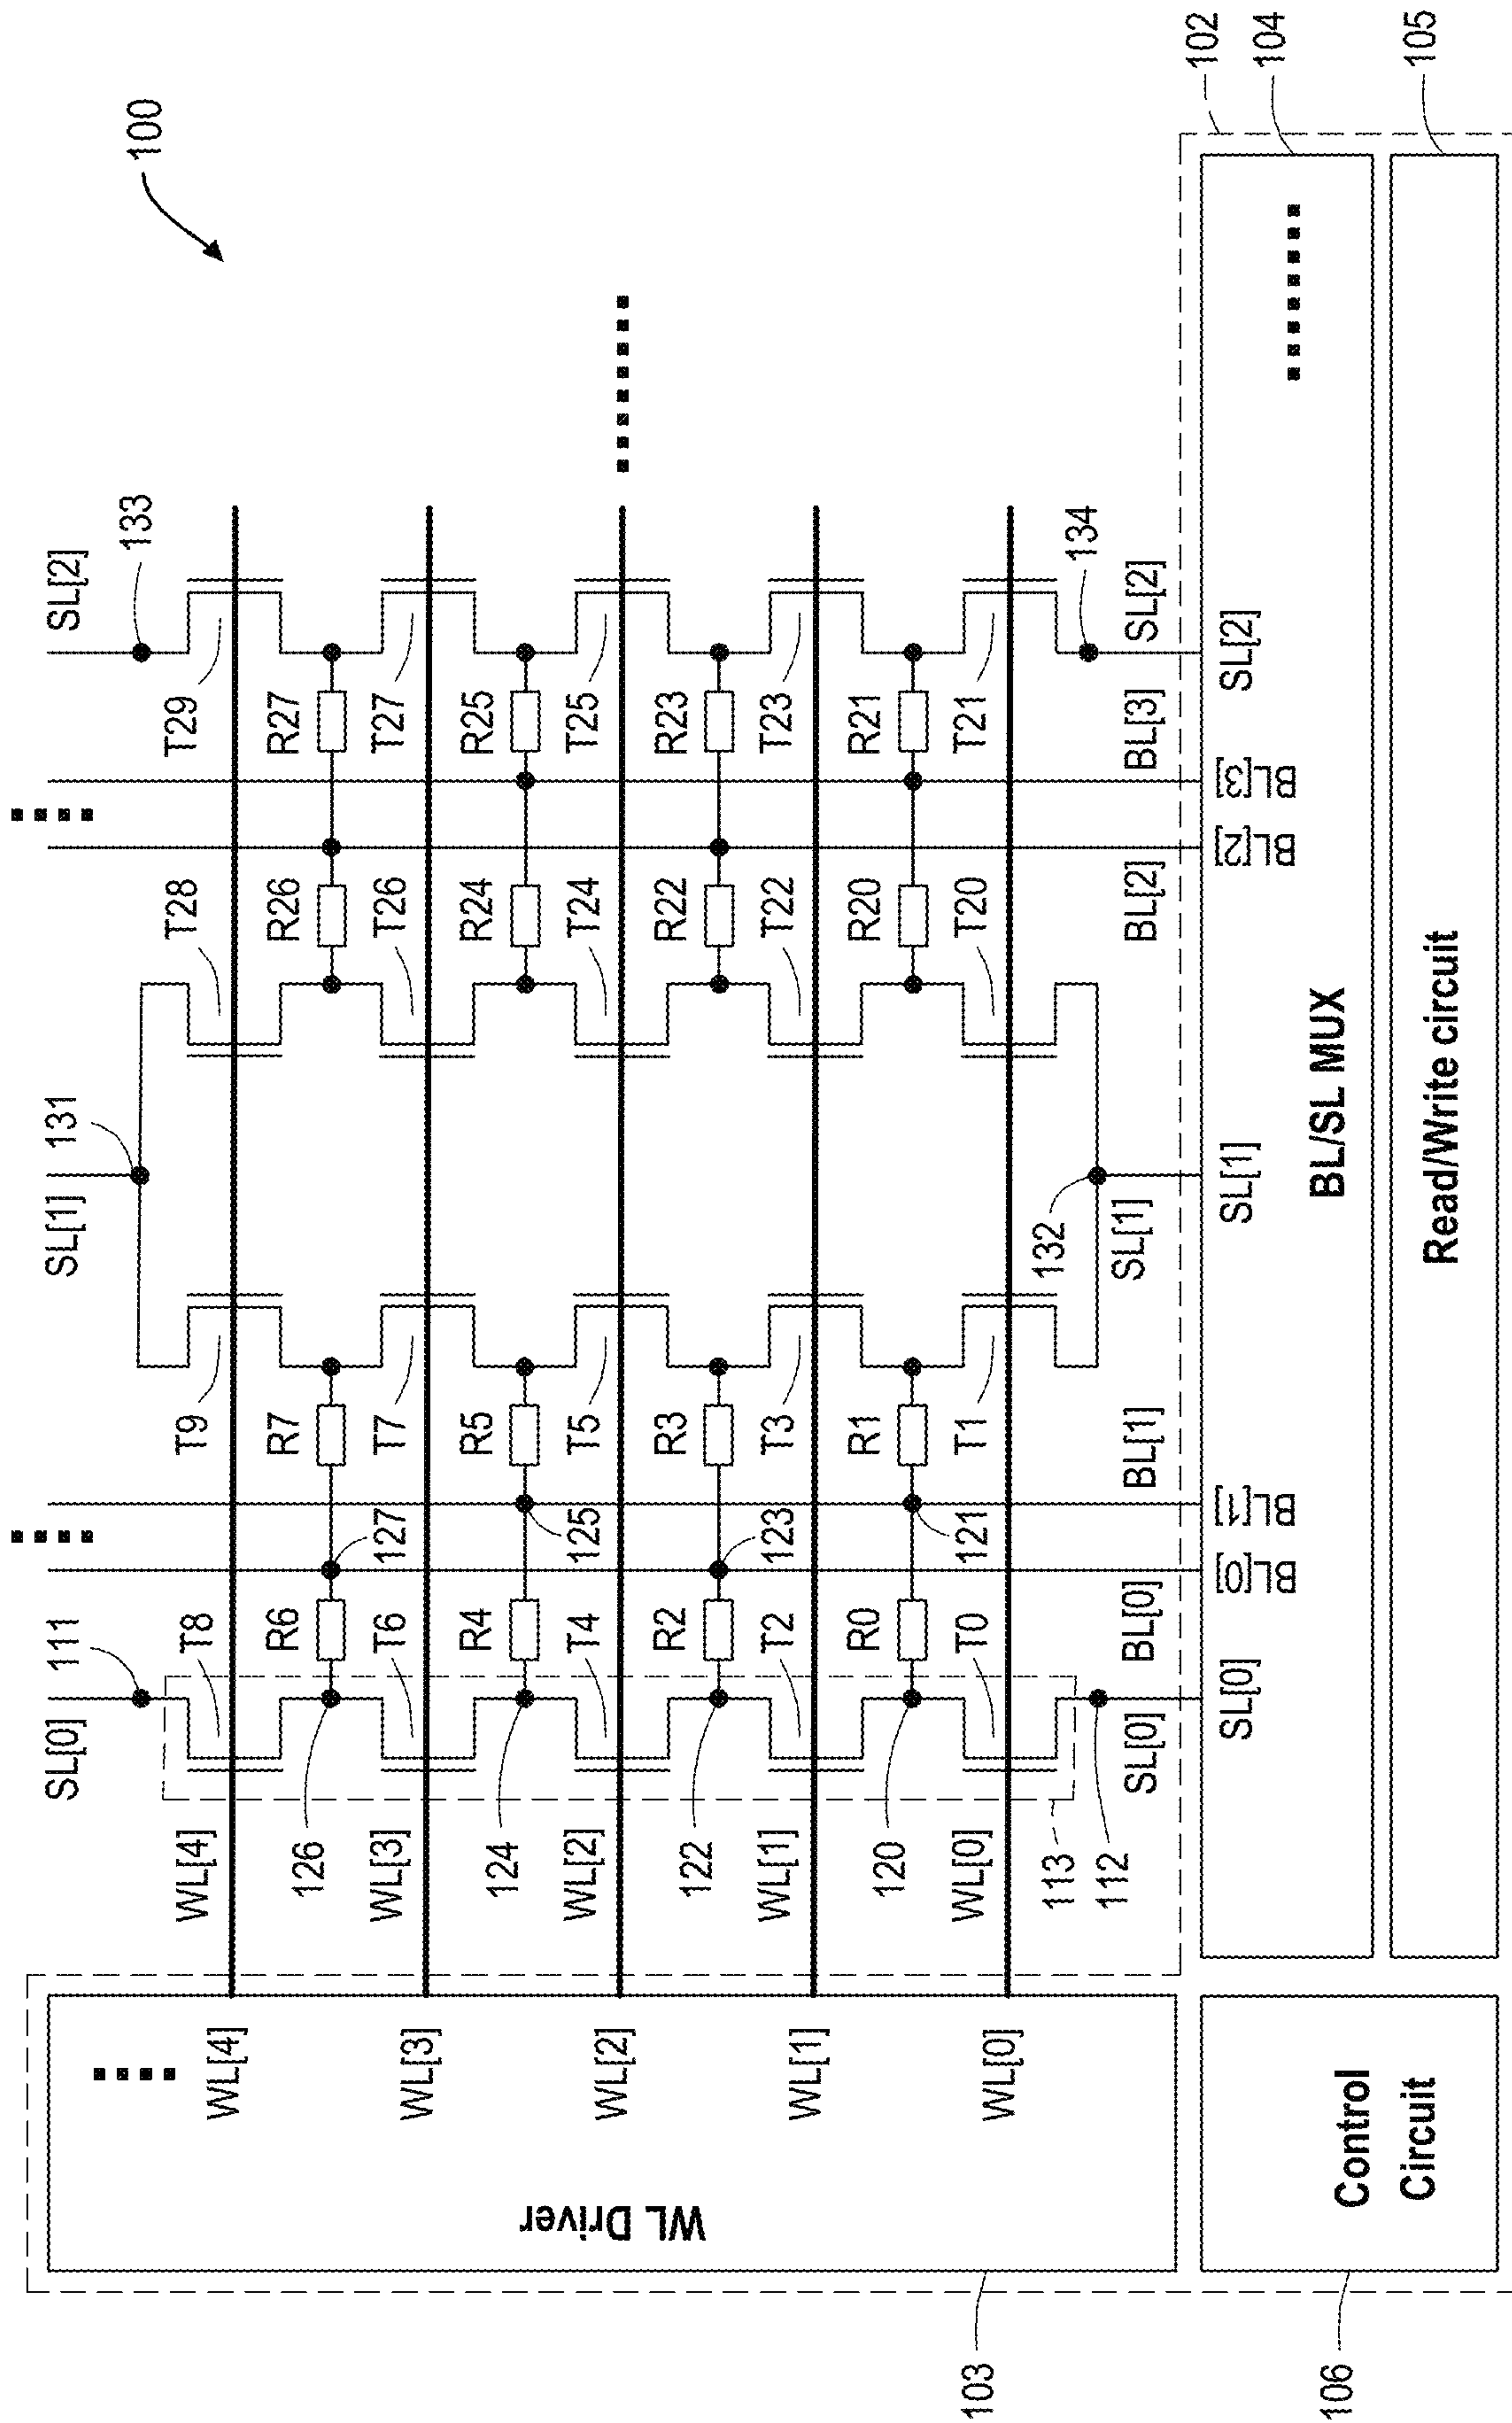 100
SL[0]
111
SL[1]
131
SL[2]
133
T8
T9
T28
T29
WL[4]
WL[4]
R6
R7
R26
R27
126
127
T6
T7
T26
T27
WL[3]
WL[3]
R4
R5
R24
R25
124
125
T4
T5
T24
T25
WL[2]
WL[2]
R2
R3
R22
R23
122
123
T2
T3
T22
T23
WL[1]
WL[1]
R0
R1
R20
R21
120
121
T0
T1
T20
T21
WL[0]
WL[0]
113
112
132
134
SL[0]
BL[0]
BL[1]
SL[1]
BL[2]
BL[3]
SL[2]
102
SL[0]
BL[0]
BL[1]
SL[1]
BL[2]
BL[3]
SL[2]
WL Driver
103
BL/SL MUX
104
Read/Write circuit
105
Control
Circuit
106